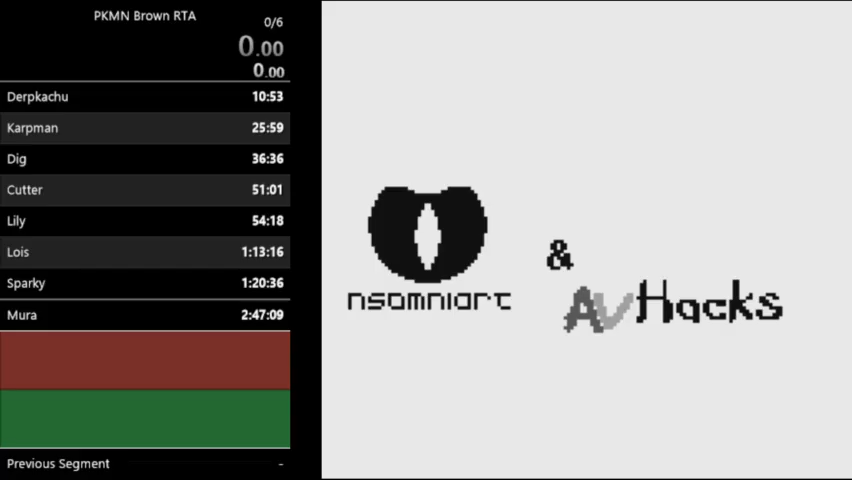 PKMN Brown RTA
0/6
0.00
0.00
Derpkachu 10:53
Karpman 25:59
Dig 36:36
Cutter 51:01
Lily 54:18
Lois 1:13:16
Sparky 1:20:36
Mura 2:47:09
Previous Segment -
nsomniart
&
AV Hacks